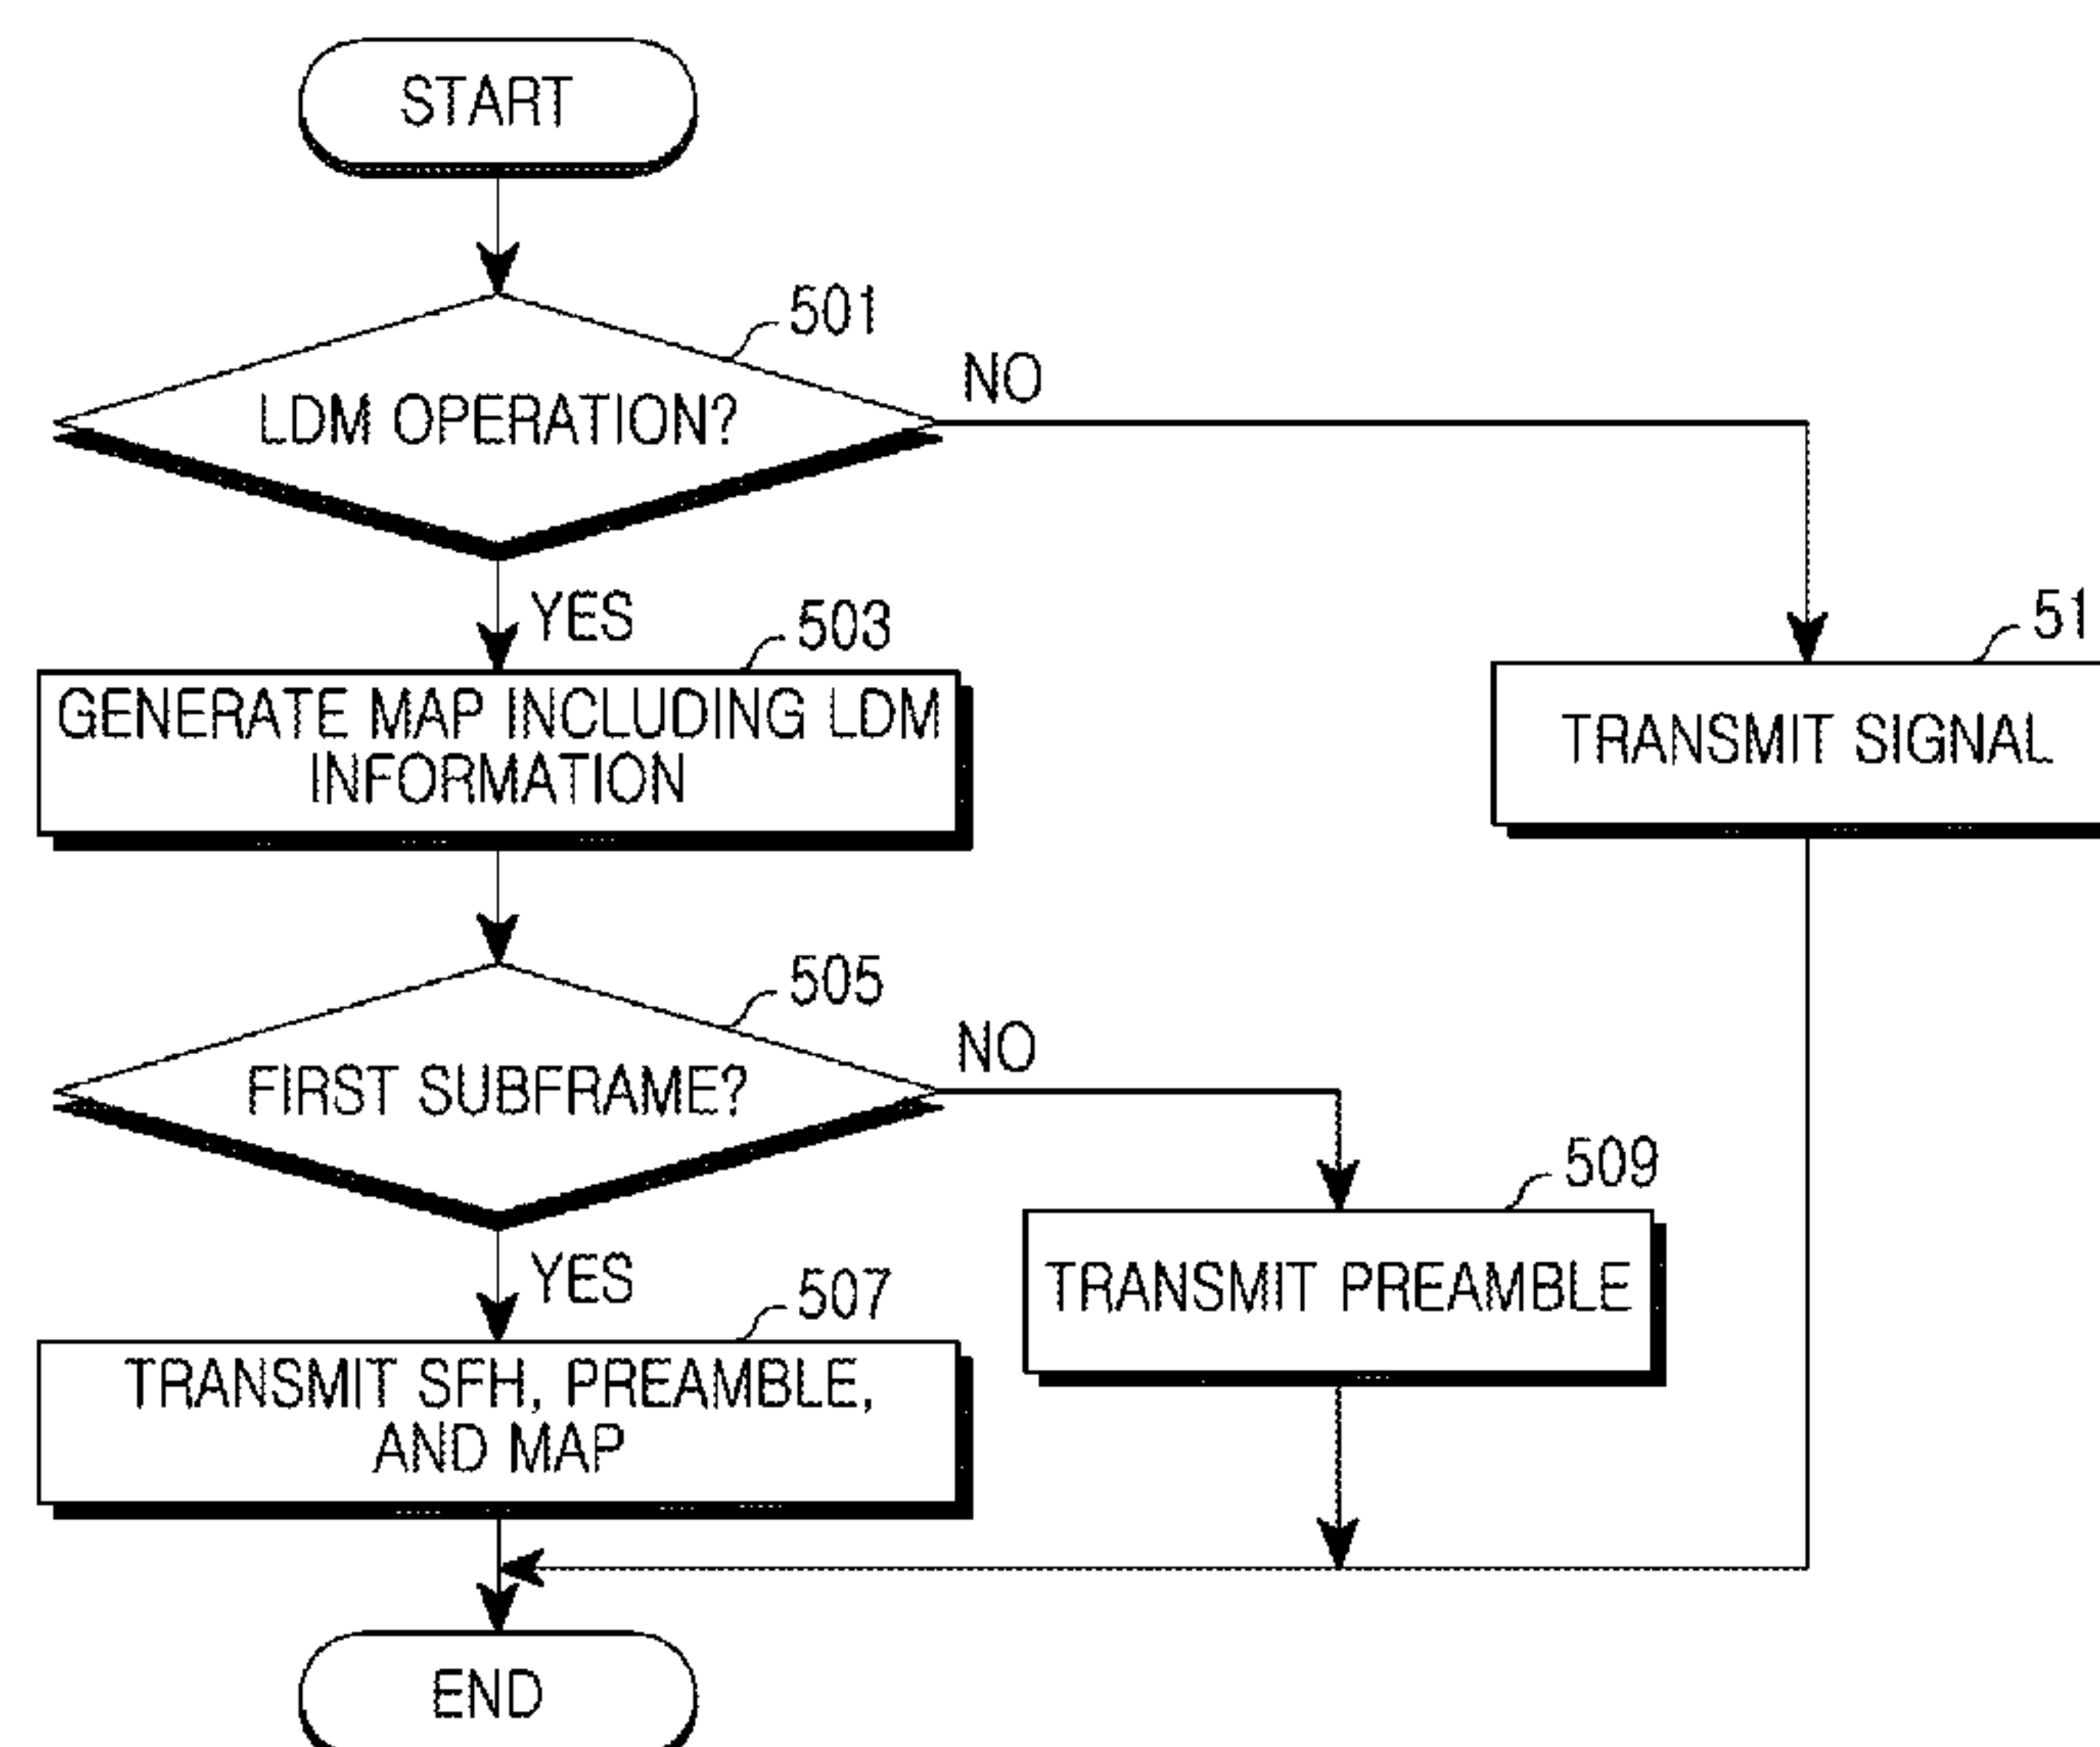 START
501
LDM OPERATION?
NO
YES
503
GENERATE MAP INCLUDING LDM
INFORMATION
51
TRANSMIT SIGNAL
505
FIRST SUBFRAME?
NO
509
TRANSMIT PREAMBLE
YES
507
TRANSMIT SFH, PREAMBLE,
AND MAP
END